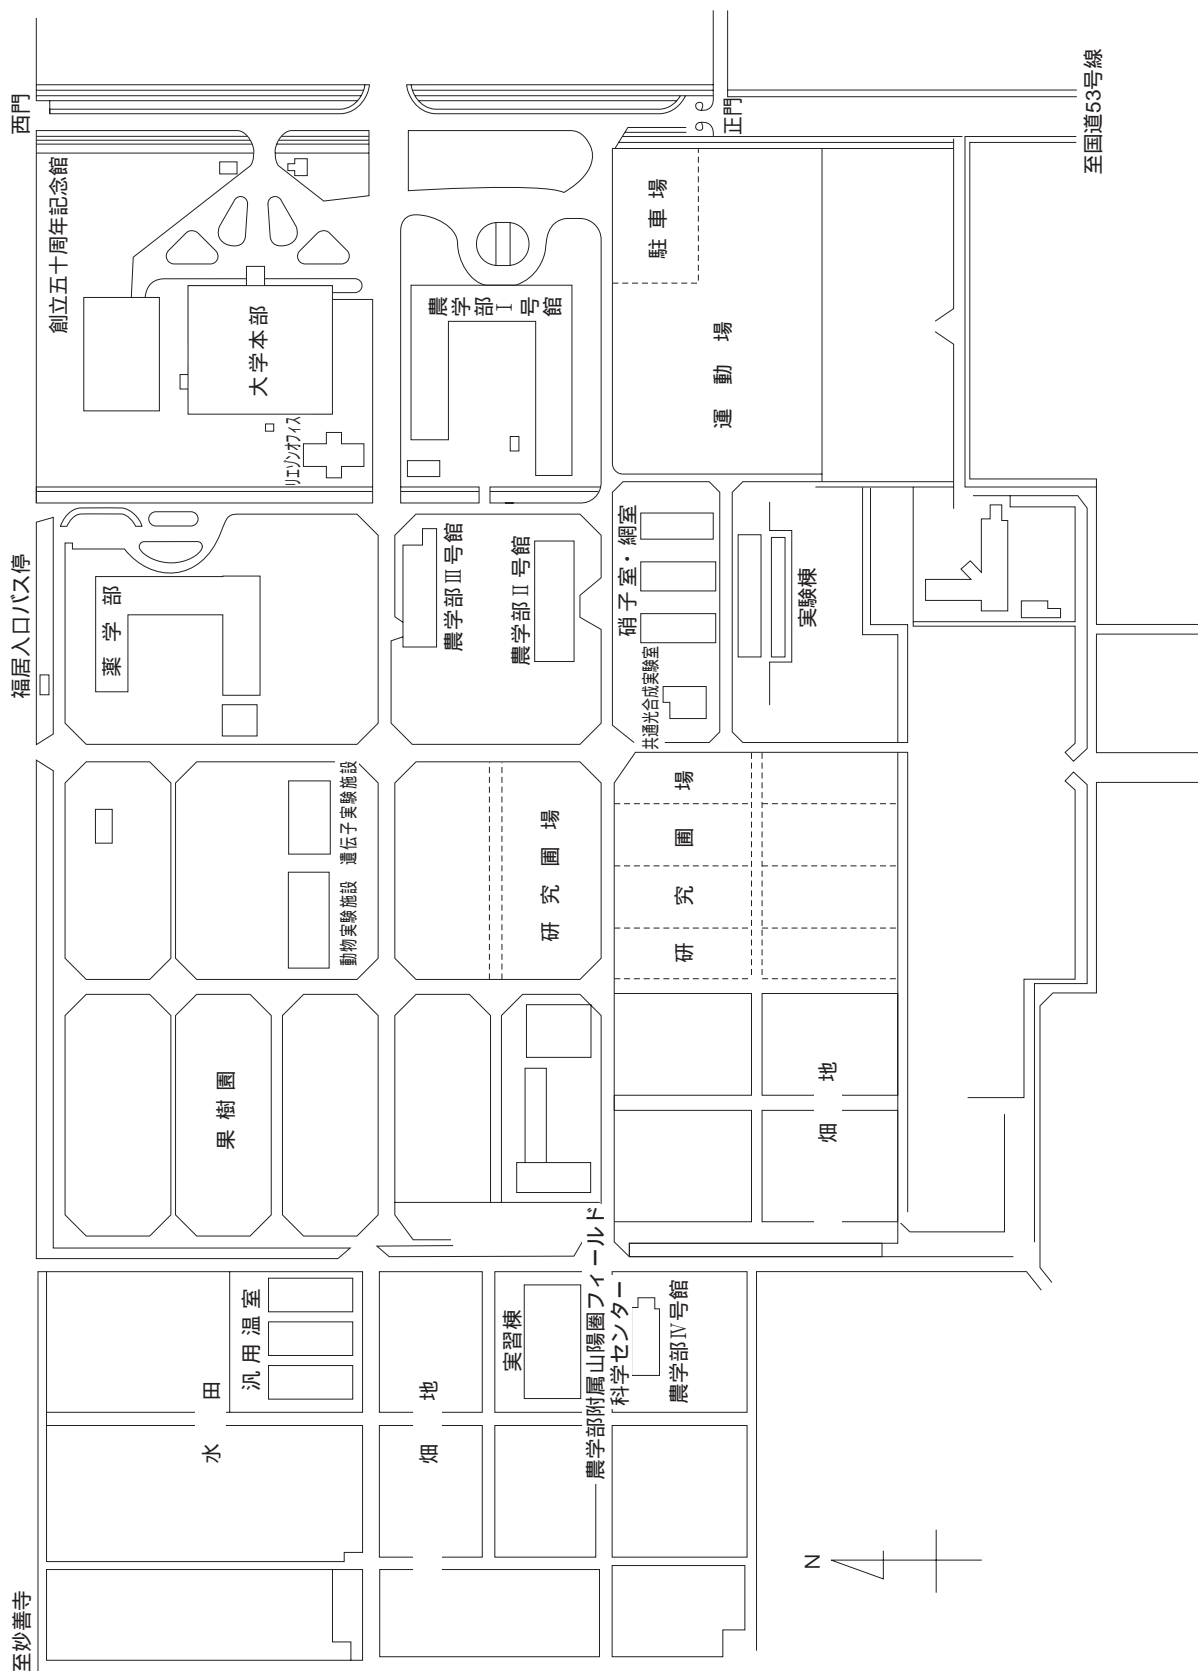 西門
創立五十周年記念館
大学本部
リエゾンオフィス
農学部Ⅰ号館
正門
駐車場
運動場
至国道53号線
福居入口バス停
薬学部
農学部Ⅲ号館
農学部Ⅱ号館
硝子室・網室
共通光合成実験室
実験棟
遺伝子実験施設
動物実験施設
研究圃場
研究圃場
果樹園
畑地
汎用温室
水田
畑地
実習棟
農学部附属山陽圏フィールド
科学センター
農学部Ⅳ号館
至妙善寺
N